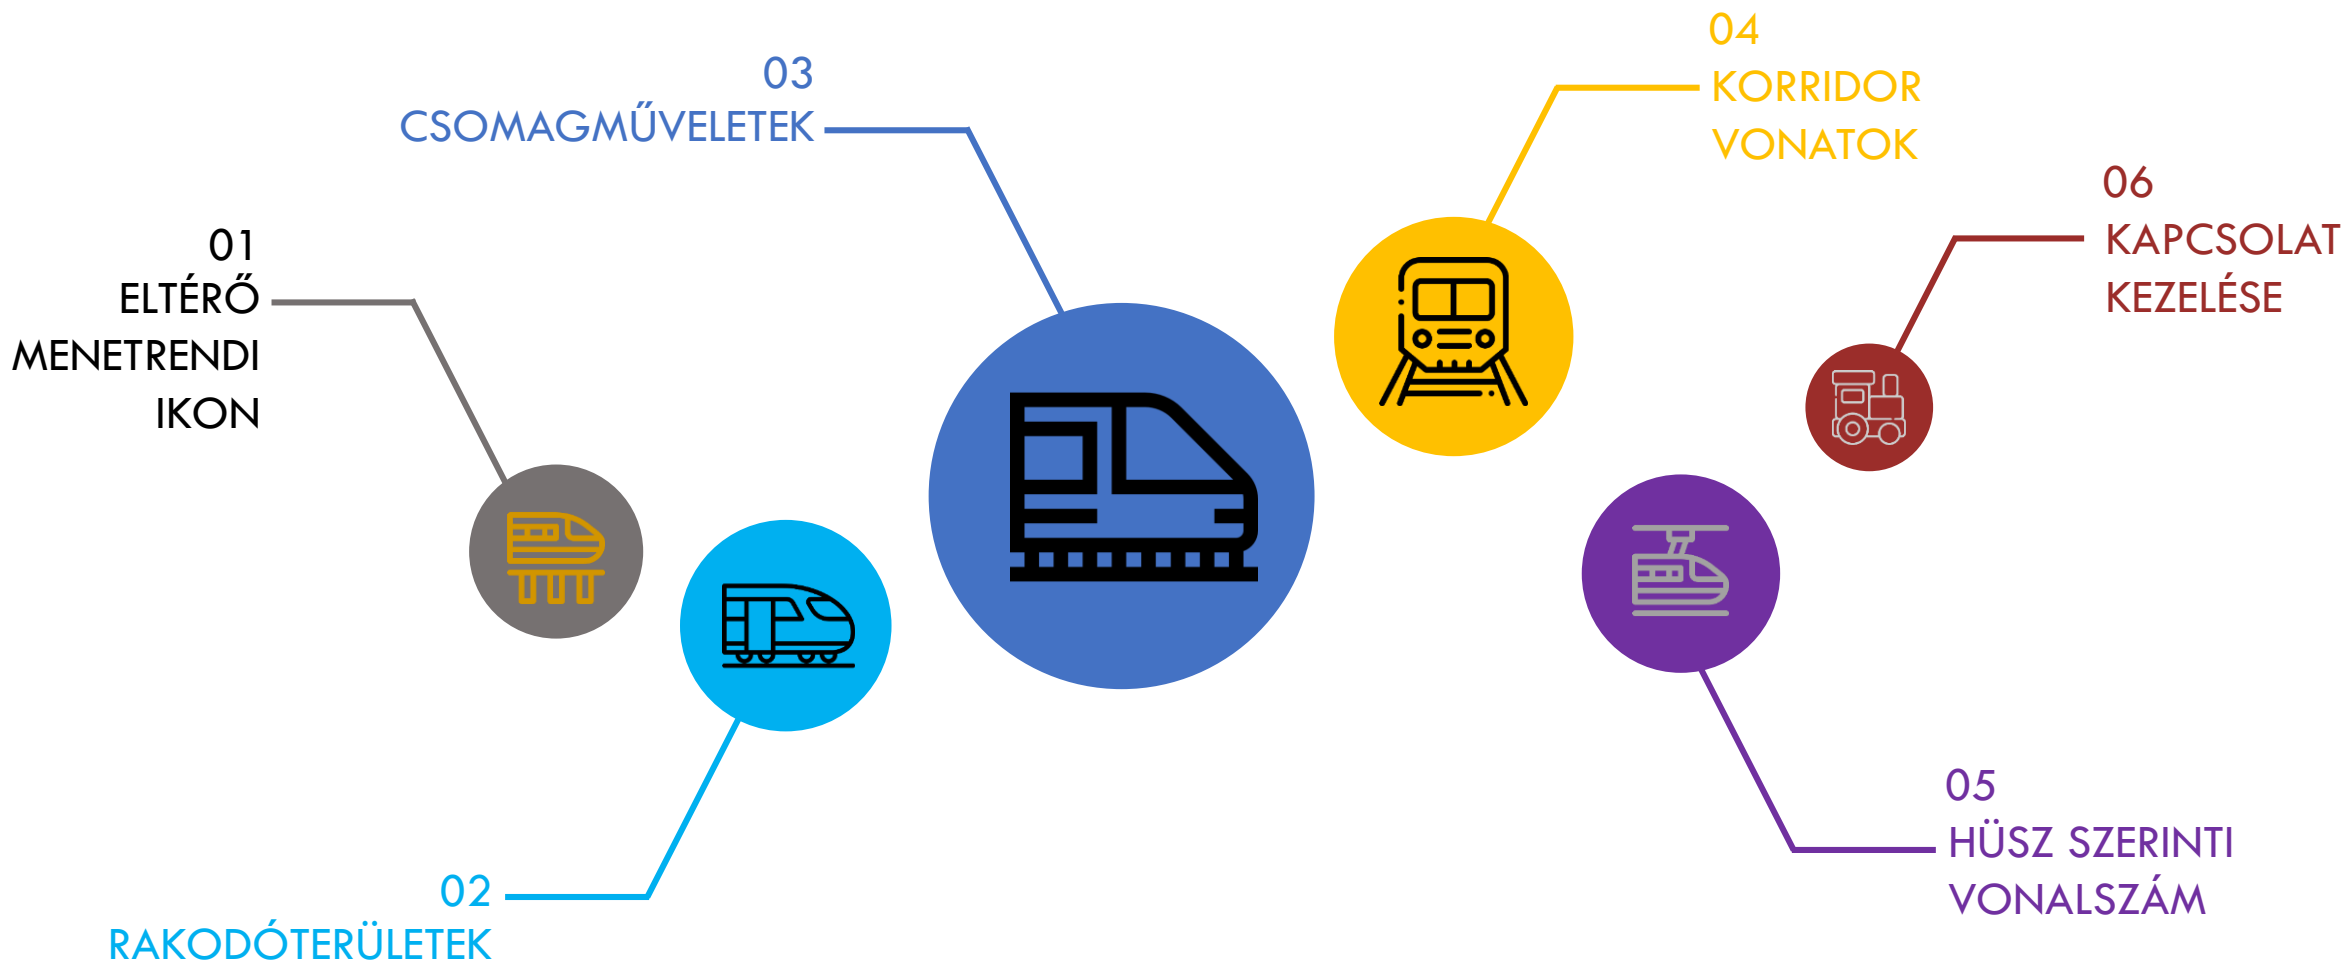 01
ELTÉRŐ
MENETRENDI
IKON
02
RAKODÓTERÜLETEK
03
CSOMAGMŰVELETEK
04
KORRIDOR
VONATOK
05
HÜSZ SZERINTI
VONALSZÁM
06
KAPCSOLAT
KEZELÉSE